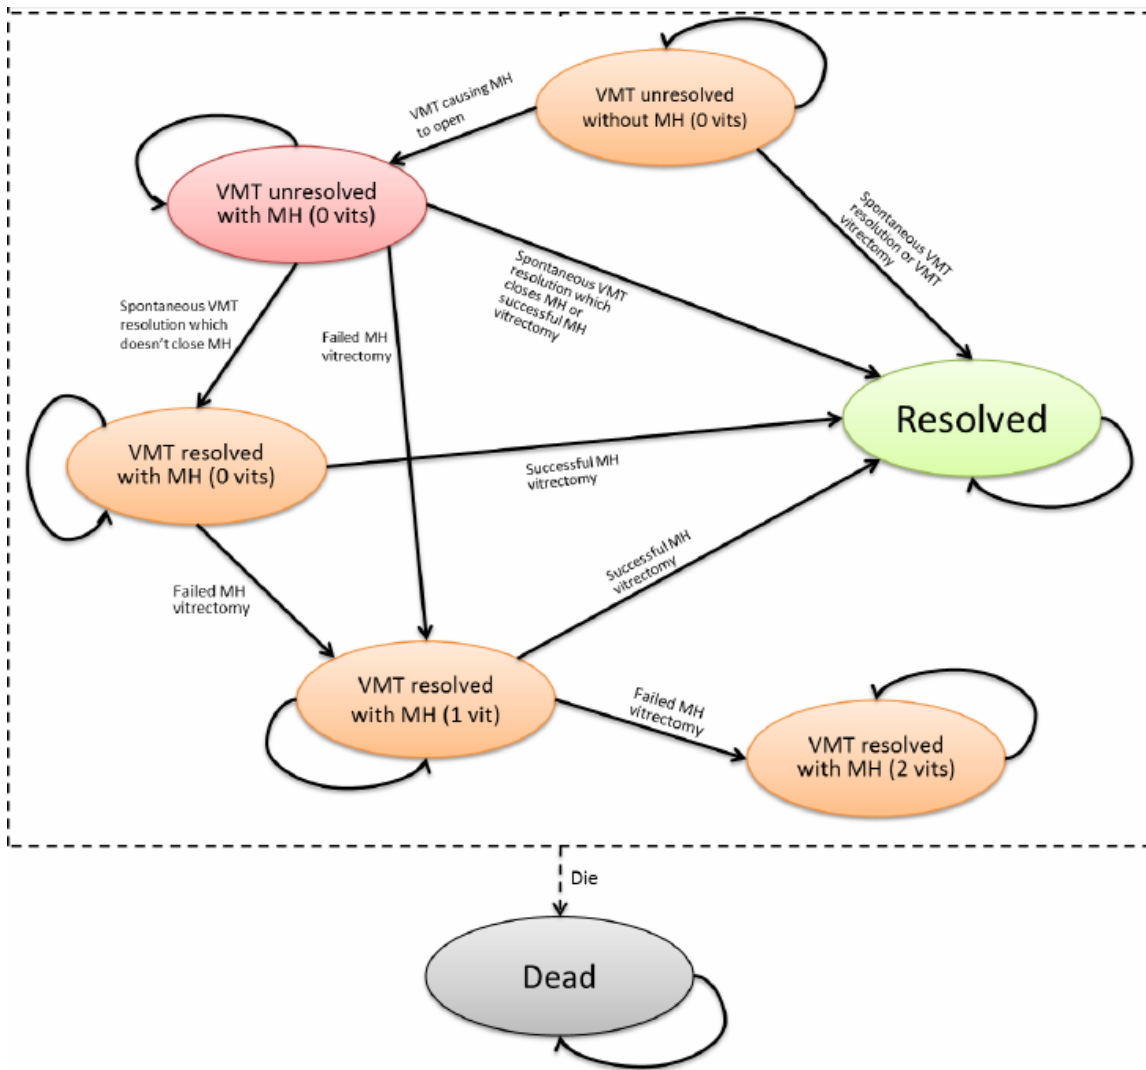 VMT unresolved
without MH (0 vits)
VMT causing MH
to open
VMT unresolved
with MH (0 vits)
Spontaneous VMT
resolution or VMT
vitrectomy
Spontaneous VMT
resolution which
closes MH or
successful MH
vitrectomy
Spontaneous VMT
resolution which
doesn't close MH
Failed MH
vitrectomy
Resolved
VMT resolved
with MH (0 vits)
Successful MH
vitrectomy
Failed MH
vitrectomy
Successful MH
vitrectomy
VMT resolved
with MH (1 vit)
Failed MH
vitrectomy
VMT resolved
with MH (2 vits)
Die
Dead